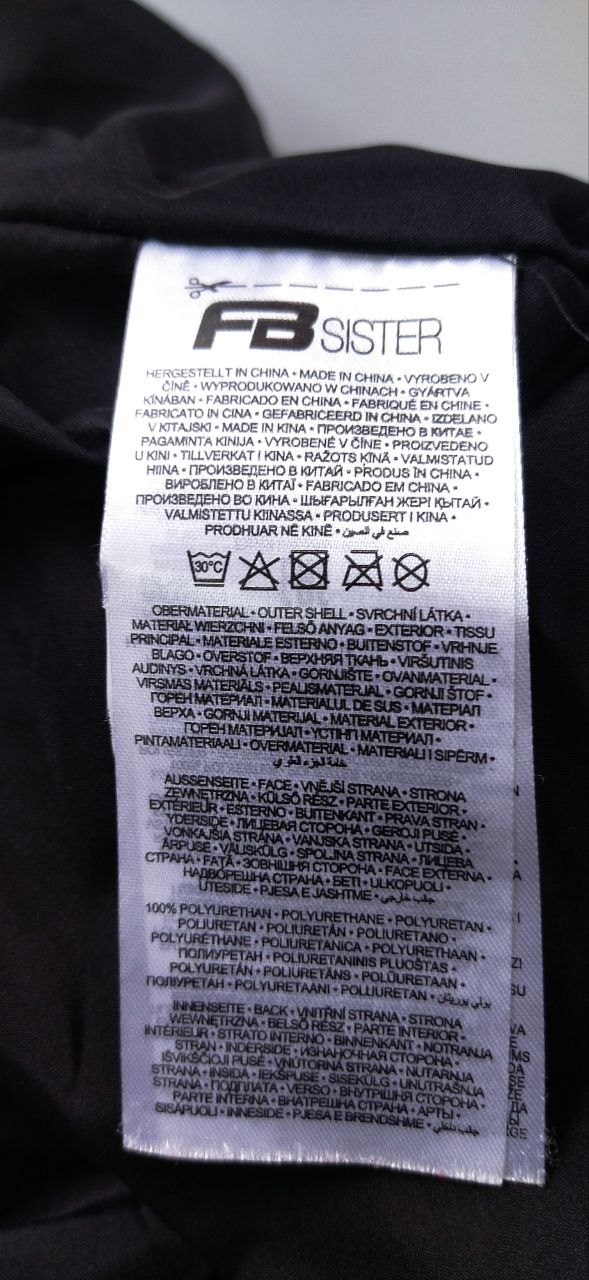 FB SISTER
HERGESTELLT IN CHINA • MADE IN CHINA • VYROBENO V
ČÍNĚ • WYPRODUKOWANO W CHINACH • GYÁRTVA
KÍNÁBAN • FABRICADO EN CHINA • FABRIQUÉ EN CHINE •
FABRICATO IN CINA • GEFABRICEERD IN CHINA • IZDELANO
V KITAJSKI • MADE IN KINA • ПРОИЗВЕДЕНО В КИТАЕ •
PAGAMINTA KINIJA • VYROBENÉ V ČÍNE • PROIZVEDENO
U KINI • TILLVERKAT I KINA • RAŽOTS ĶĪNĀ • VALMISTATUD
HIINA • ПРОИЗВЕДЕНО В КИТАЙ • PRODUS ÎN CHINA •
ВИРОБЛЕНО В КИТАЇ • FABRICADO EM CHINA •
ПРОИЗВЕДЕНО ВО КИНА • ШЫҒАРЫЛҒАН ЖЕРІ ҚЫТАЙ •
VALMISTETTU KIINASSA • PRODUSERT I KINA •
PRODHUAR NË KINË • صنع في الصين
30°C
OBERMATERIAL • OUTER SHELL • SVRCHNÍ LÁTKA •
MATERIAŁ WIERZCHNI • FELSŐ ANYAG • EXTERIOR • TISSU
PRINCIPAL • MATERIALE ESTERNO • BUITENSTOF • VRHNJE
BLAGO • OVERSTOF • ВЕРХНЯЯ ТКАНЬ • VIRŠUTINIS
AUDINYS • VRCHNÁ LÁTKA • GORNJIŠTE • OVANMATERIAL •
VIRSMAS MATERIĀLS • PEALISMATERJAL • GORNJI ŠTOF •
ГОРЕН МАТЕРИАЛ • MATERIALUL DE SUS • МАТЕРІАЛ
ВЕРХА • GORNJI MATERIJAL • MATERIAL EXTERIOR •
ГОРЕН МАТЕРИЈАЛ • ҮСТІҢГІ МАТЕРИАЛ •
PINTAMATERIAALI • OVERMATERIAL • MATERIALI I SIPËRM •
AUSSENSEITE • FACE • VNĚJŠÍ STRANA • STRONA
ZEWNĘTRZNA • KÜLSŐ RÉSZ • PARTE EXTERIOR •
EXTÉRIEUR • ESTERNO • BUITENKANT • PRAVA STRAN •
YDERSIDE • ЛИЦЕВАЯ СТОРОНА • GEROJI PUSĖ •
VONKAJŠIA STRANA • VANJSKA STRANA • UTSIDA •
ĀRPUSE • VÄLISKÜLG • SPOLJNA STRANA • ЛИЦЕВА
СТРАНА • FAȚĂ • ЗОВНІШНЯ СТОРОНА • FACE EXTERNA •
НАДВОРЕШНА СТРАНА • БЕТІ • ULKOPUOLI •
UTESIDE • PJESA E JASHTME • جلب خارجي
100% POLYURETHAN • POLYURETHANE • POLYURETAN •
POLIURETAN • POLIURETÁN • POLIURETANO •
POLYURÉTHANE • POLIURETANICA • POLYURETHAAN •
ПОЛИУРЕТАН • POLIURETANINIS PLUOŠTAS •
POLYURETÁN • POLIURETĀNS • POLÜURETAAN •
ПОЛІУРЕТАН • POLYURETAANI • POLIURETAN • بولي يوريثان
INNENSEITE • BACK • VNITŘNÍ STRANA • STRONA
WEWNĘTRZNA • BELSŐ RÉSZ • PARTE INTERIOR •
INTÉRIEUR • STRATO INTERNO • BINNENKANT • NOTRANJA
STRAN • INDERSIDE • ИЗНАНОЧНАЯ СТОРОНА •
IŠVIRKŠČIOJI PUSĖ • VNÚTORNÁ STRANA • NUTARNJA
STRANA • INSIDA • IEKŠPUSE • SISEKÜLG • UNUTRAŠNJA
STRANA • ПОДПЛАТА • VERSO • ВНУТРІШНЯ СТОРОНА •
PARTE INTERNA • ВНАТРЕШНА СТРАНА • АРТЫ •
SISÄPUOLI • INNESIDE • PJESA E BRENDSHME •